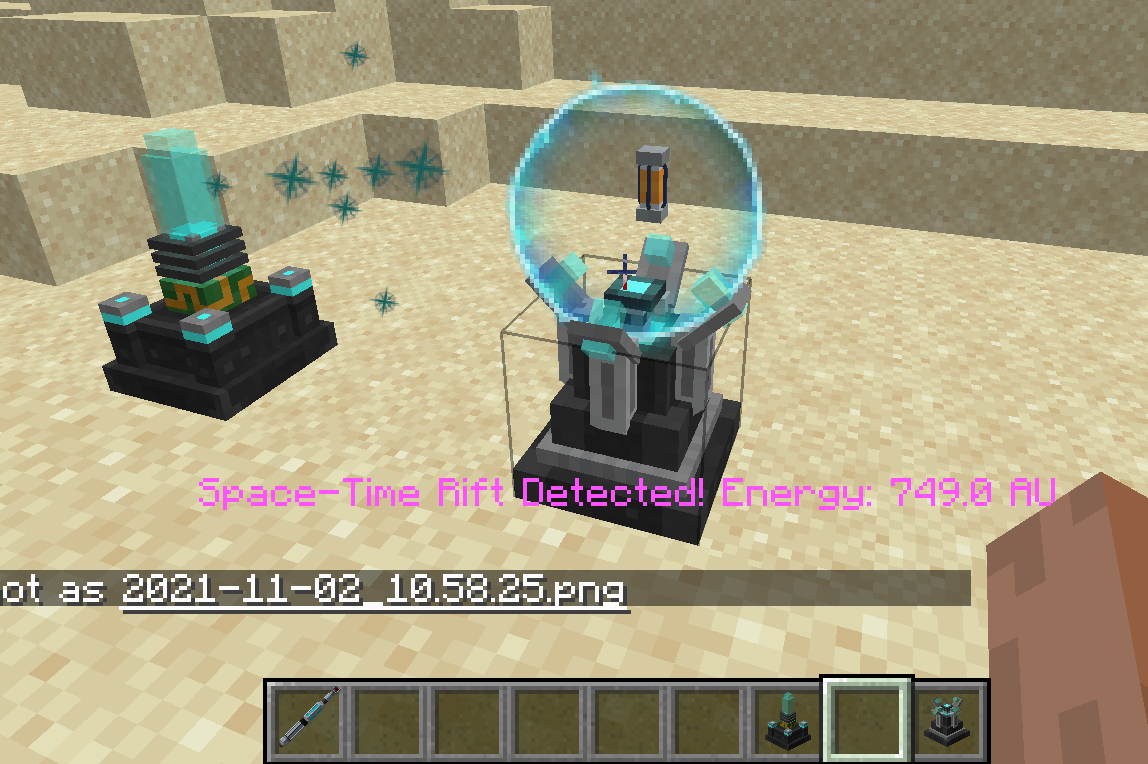 Space-Time Rift Detected! Energy: 749.0 AU
ot as 2021-11-02_10.58.25.png